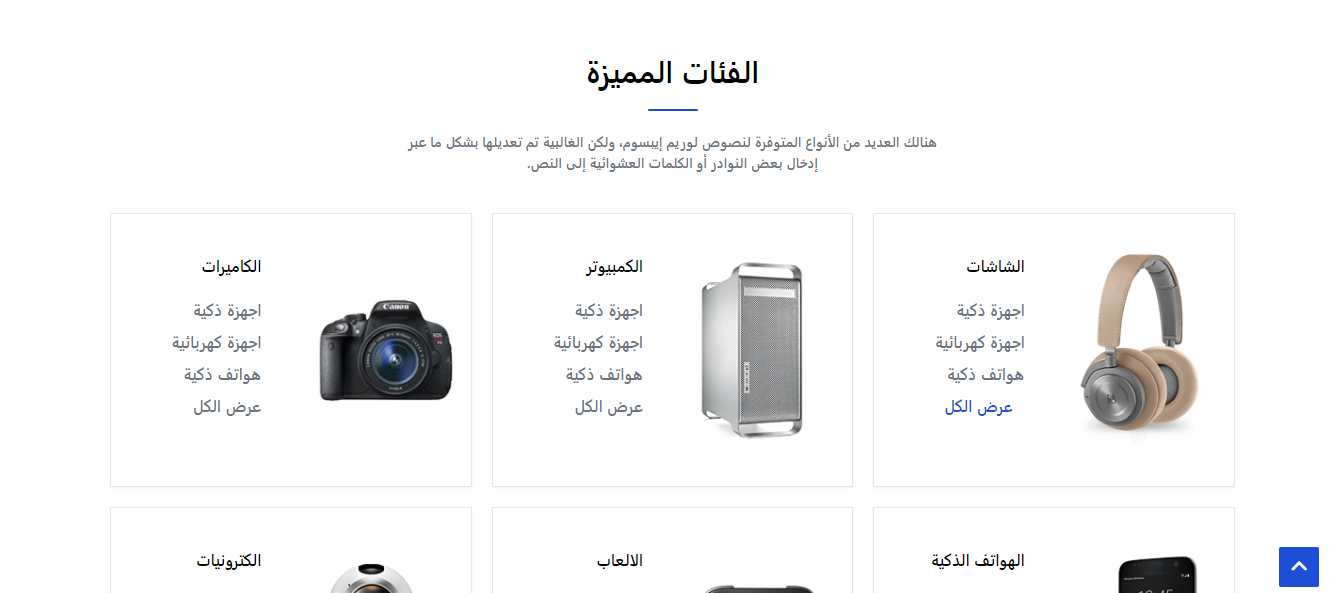 الفئات المميزة
هنالك العديد من الأنواع المتوفرة لنصوص لوريم إيبسوم، ولكن الغالبية تم تعديلها بشكل ما عبر
إدخال بعض النوادر أو الكلمات العشوائية إلى النص.
الشاشات
اجهزة ذكية
اجهزة كهربائية
هواتف ذكية
عرض الكل
الكمبيوتر
اجهزة ذكية
اجهزة كهربائية
هواتف ذكية
عرض الكل
الكاميرات
اجهزة ذكية
اجهزة كهربائية
هواتف ذكية
عرض الكل
Canon
الهواتف الذكية
الالعاب
الكترونيات